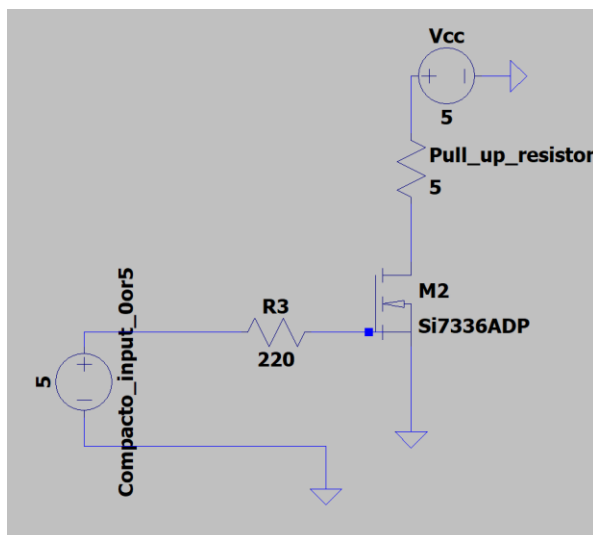 Vcc
5
Pull_up_resistor
5
M2
Si7336ADP
R3
220
5
Compacto_input_0or5